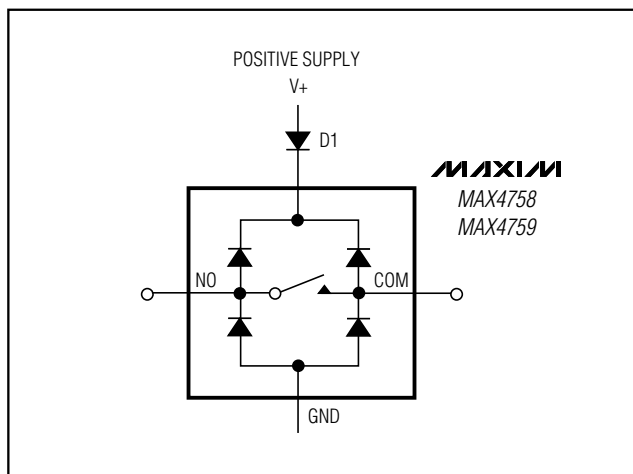 POSITIVE SUPPLY
V+
D1
MAXIM
MAX4758
MAX4759
NO
COM
GND